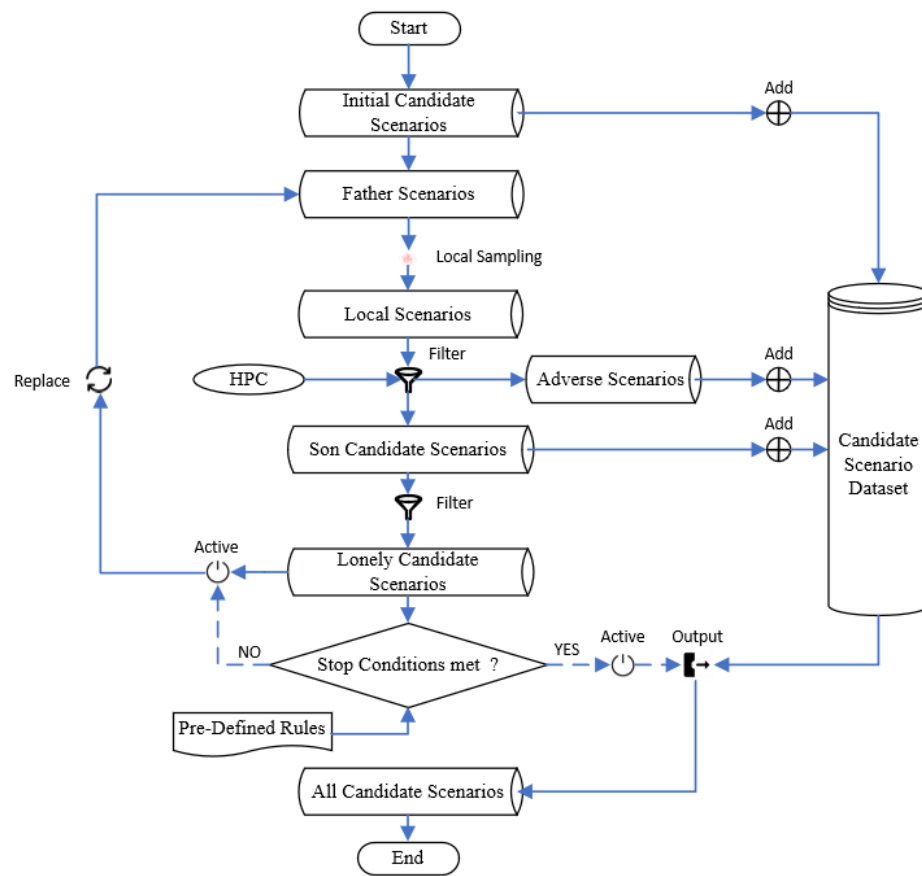 Start
Initial Candidate
Scenarios
Add
Father Scenarios
Local Sampling
Local Scenarios
Filter
Replace
HPC
Adverse Scenarios
Add
Son Candidate Scenarios
Add
Candidate
Scenario
Dataset
Filter
Active
Lonely Candidate
Scenarios
NO
Stop Conditions met ?
YES
Active
Output
Pre-Defined Rules
All Candidate Scenarios
End